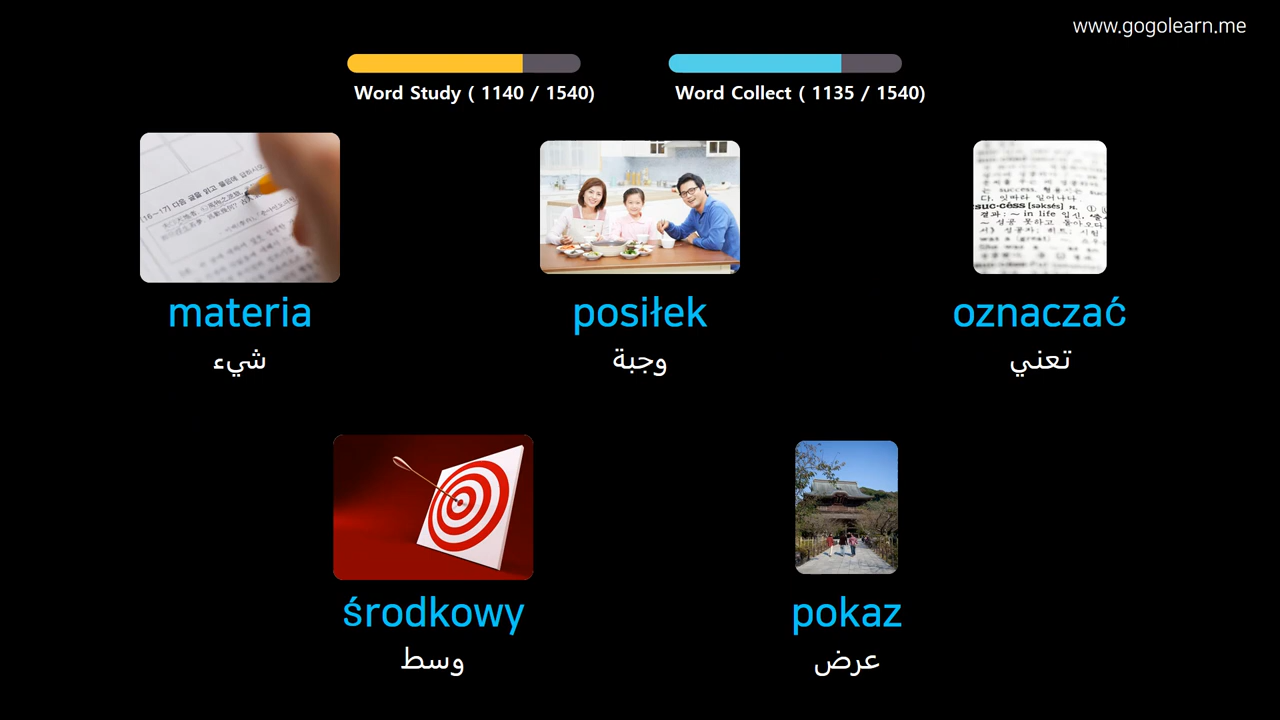 www.gogolearn.me
Word Study ( 1140 / 1540)
Word Collect ( 1135 / 1540)
materia
شيء
posiłek
وجبة
oznaczać
تعني
środkowy
وسط
pokaz
عرض